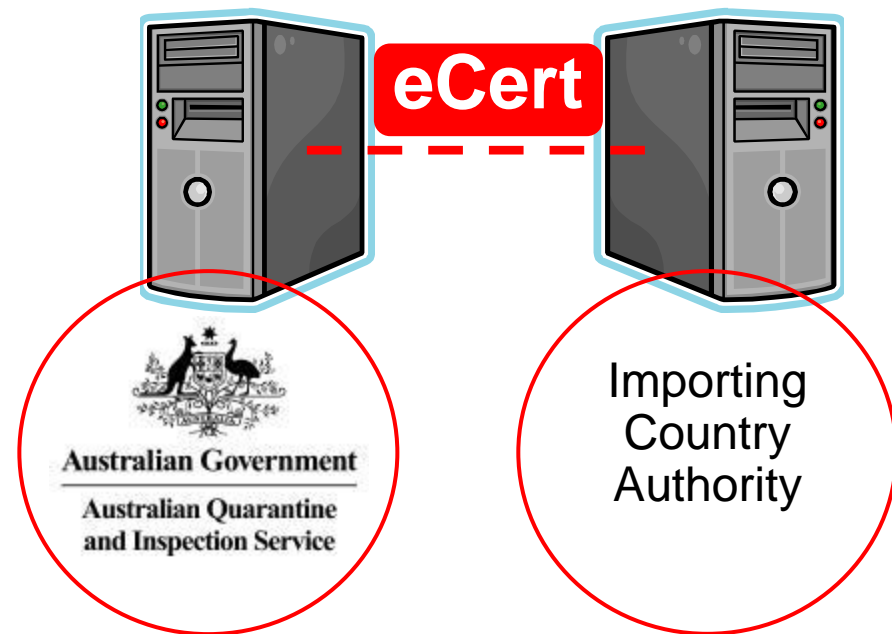 eCert
Australian Government
Australian Quarantine
and Inspection Service
Importing
Country
Authority